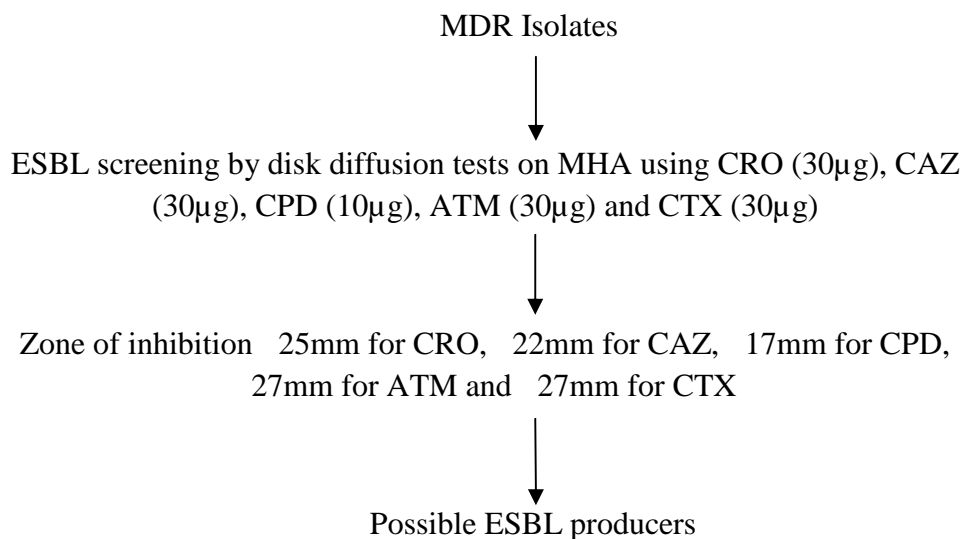 MDR Isolates
ESBL screening by disk diffusion tests on MHA using CRO (30µg), CAZ
(30µg), CPD (10µg), ATM (30µg) and CTX (30µg)
Zone of inhibition 25mm for CRO, 22mm for CAZ, 17mm for CPD,
27mm for ATM and 27mm for CTX
Possible ESBL producers